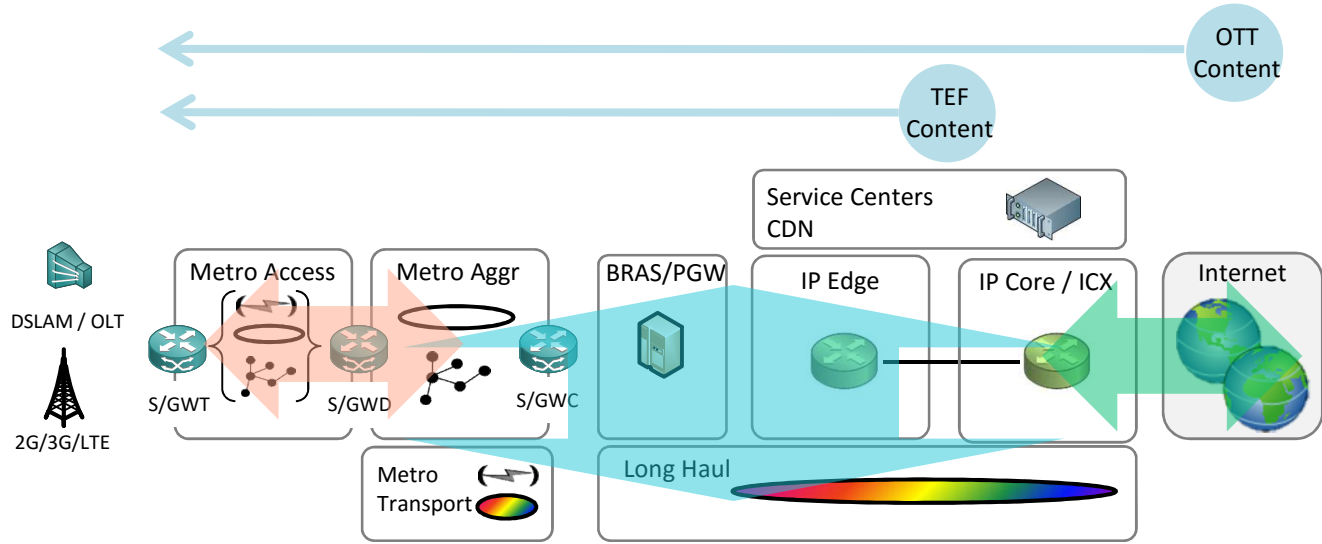 OTT
Content
TEF
Content
Service Centers
CDN
Metro Access
Metro Aggr
BRAS/PGW
IP Edge
IP Core / ICX
Internet
DSLAM / OLT
S/GWT
S/GWD
S/GWC
2G/3G/LTE
Metro
Transport
Long Haul